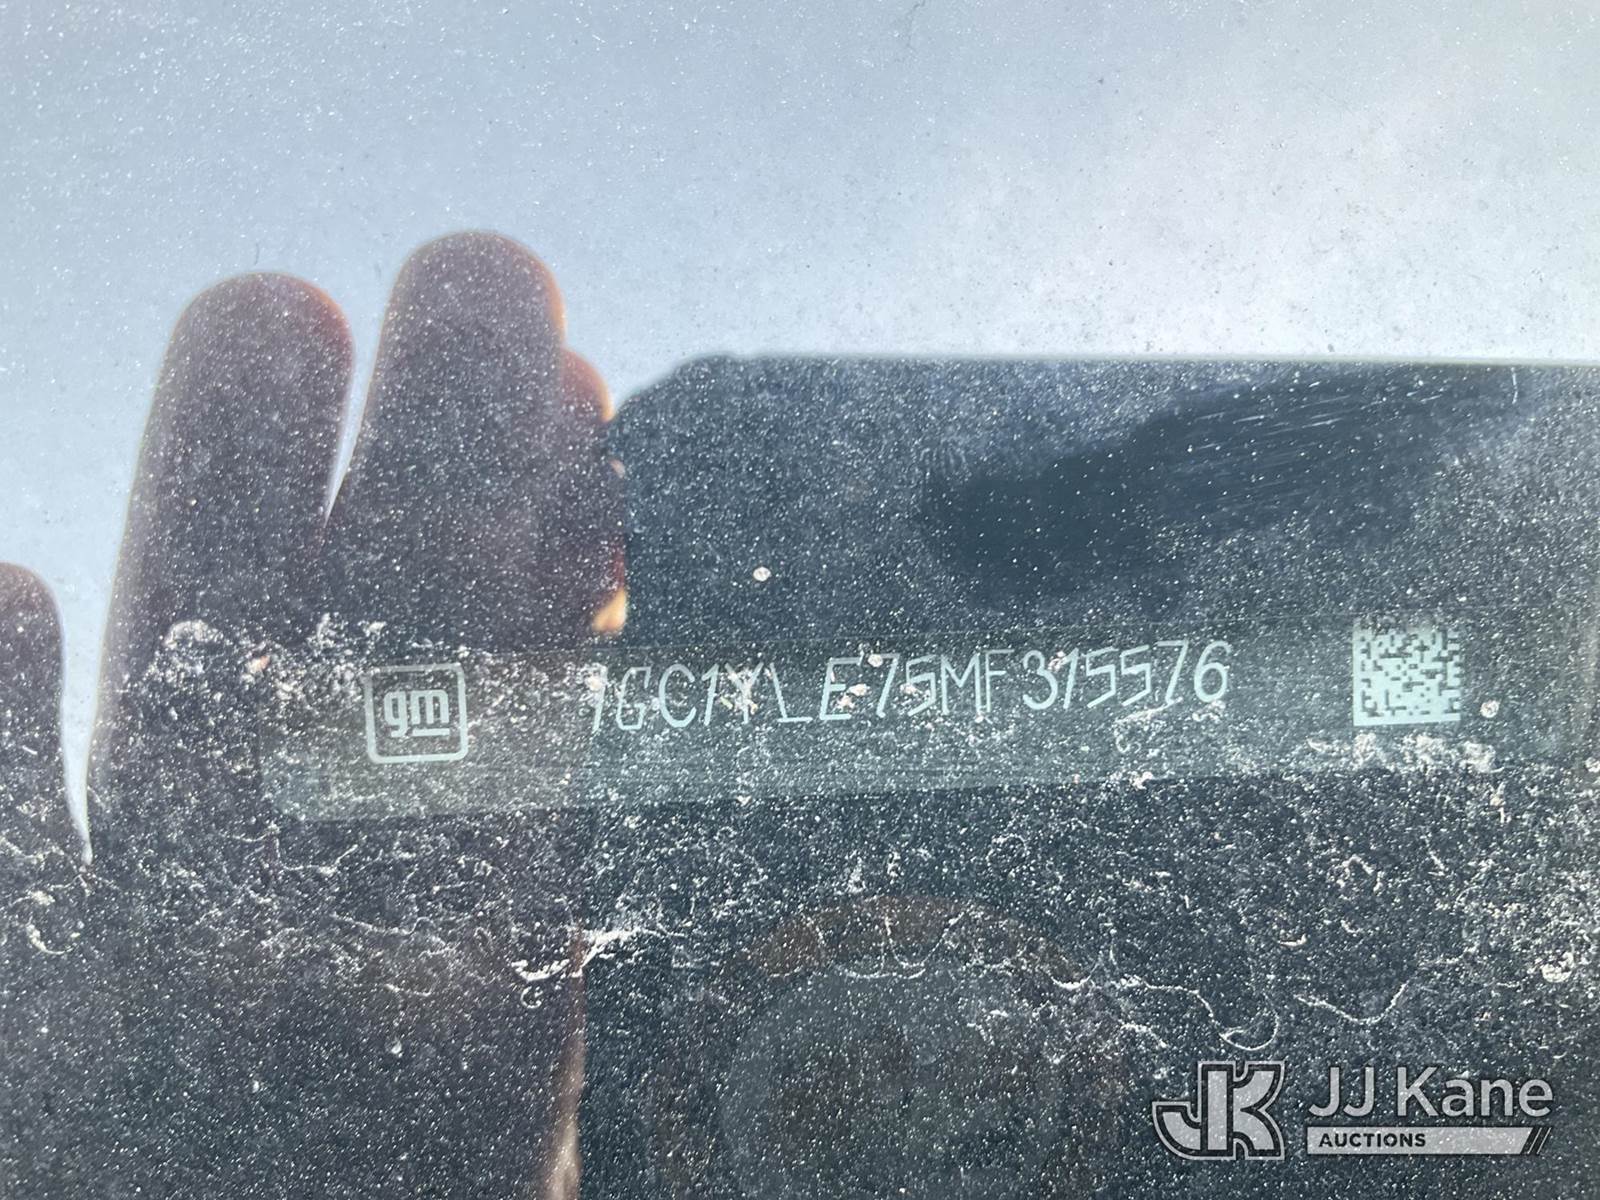 gm 1GC1YLE75MF315576
JK JJ Kane
AUCTIONS